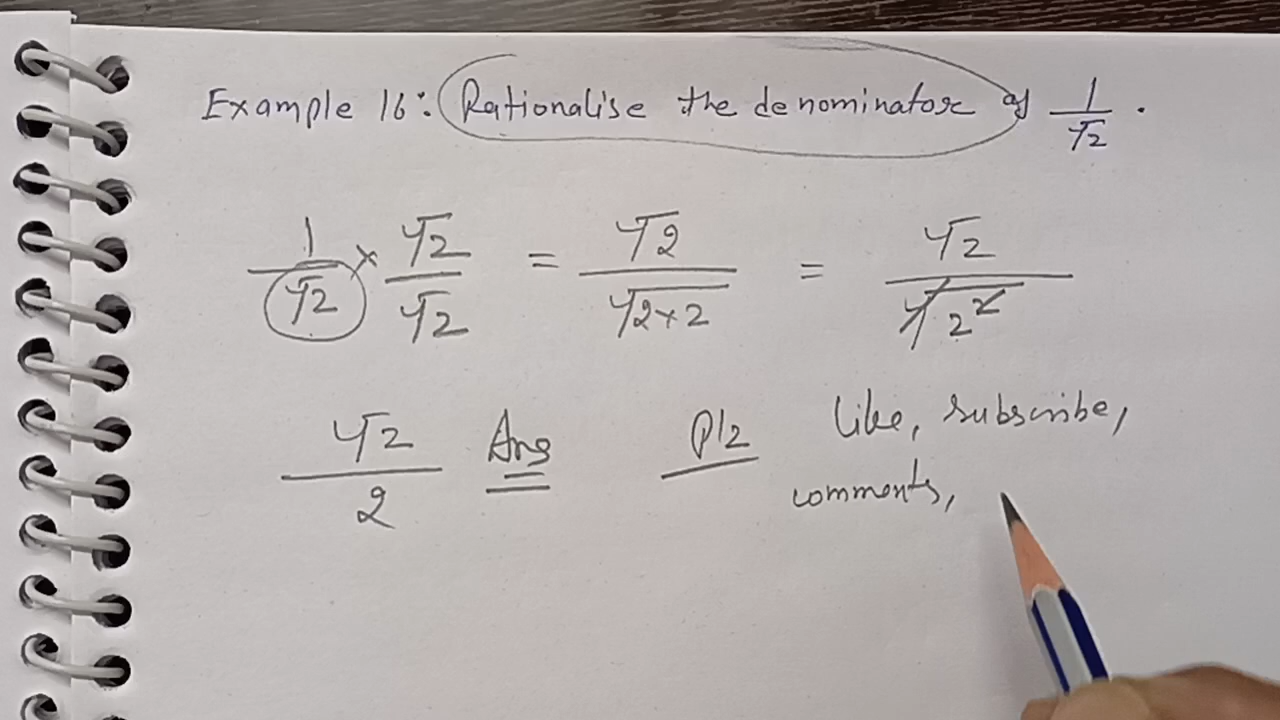 Example 16: Rationalise the denominator of 1/√2.
1/√2 × √2/√2 = √2/√2×2 = √2/√2²
√2/2 Ans Plz like, subscribe,
comments,